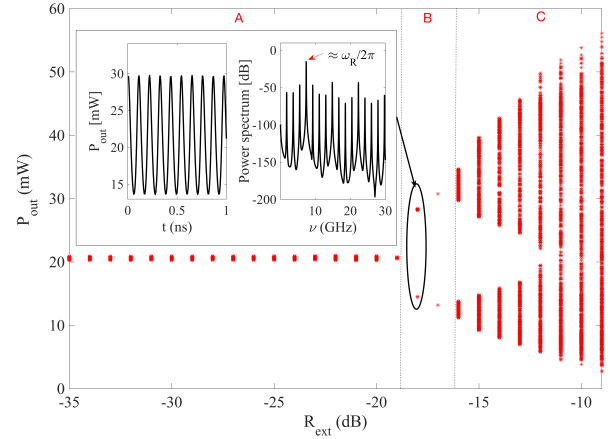 A
B
C
60
50
40
30
20
10
0
P_out (mW)
-35
-30
-25
-20
-15
-10
R_ext (dB)
30
25
20
15
P_out [mW]
0
0.5
1
t (ns)
0
-50
-100
-150
-200
Power spectrum [dB]
≈ ω_R/2π
10
20
30
ν (GHz)